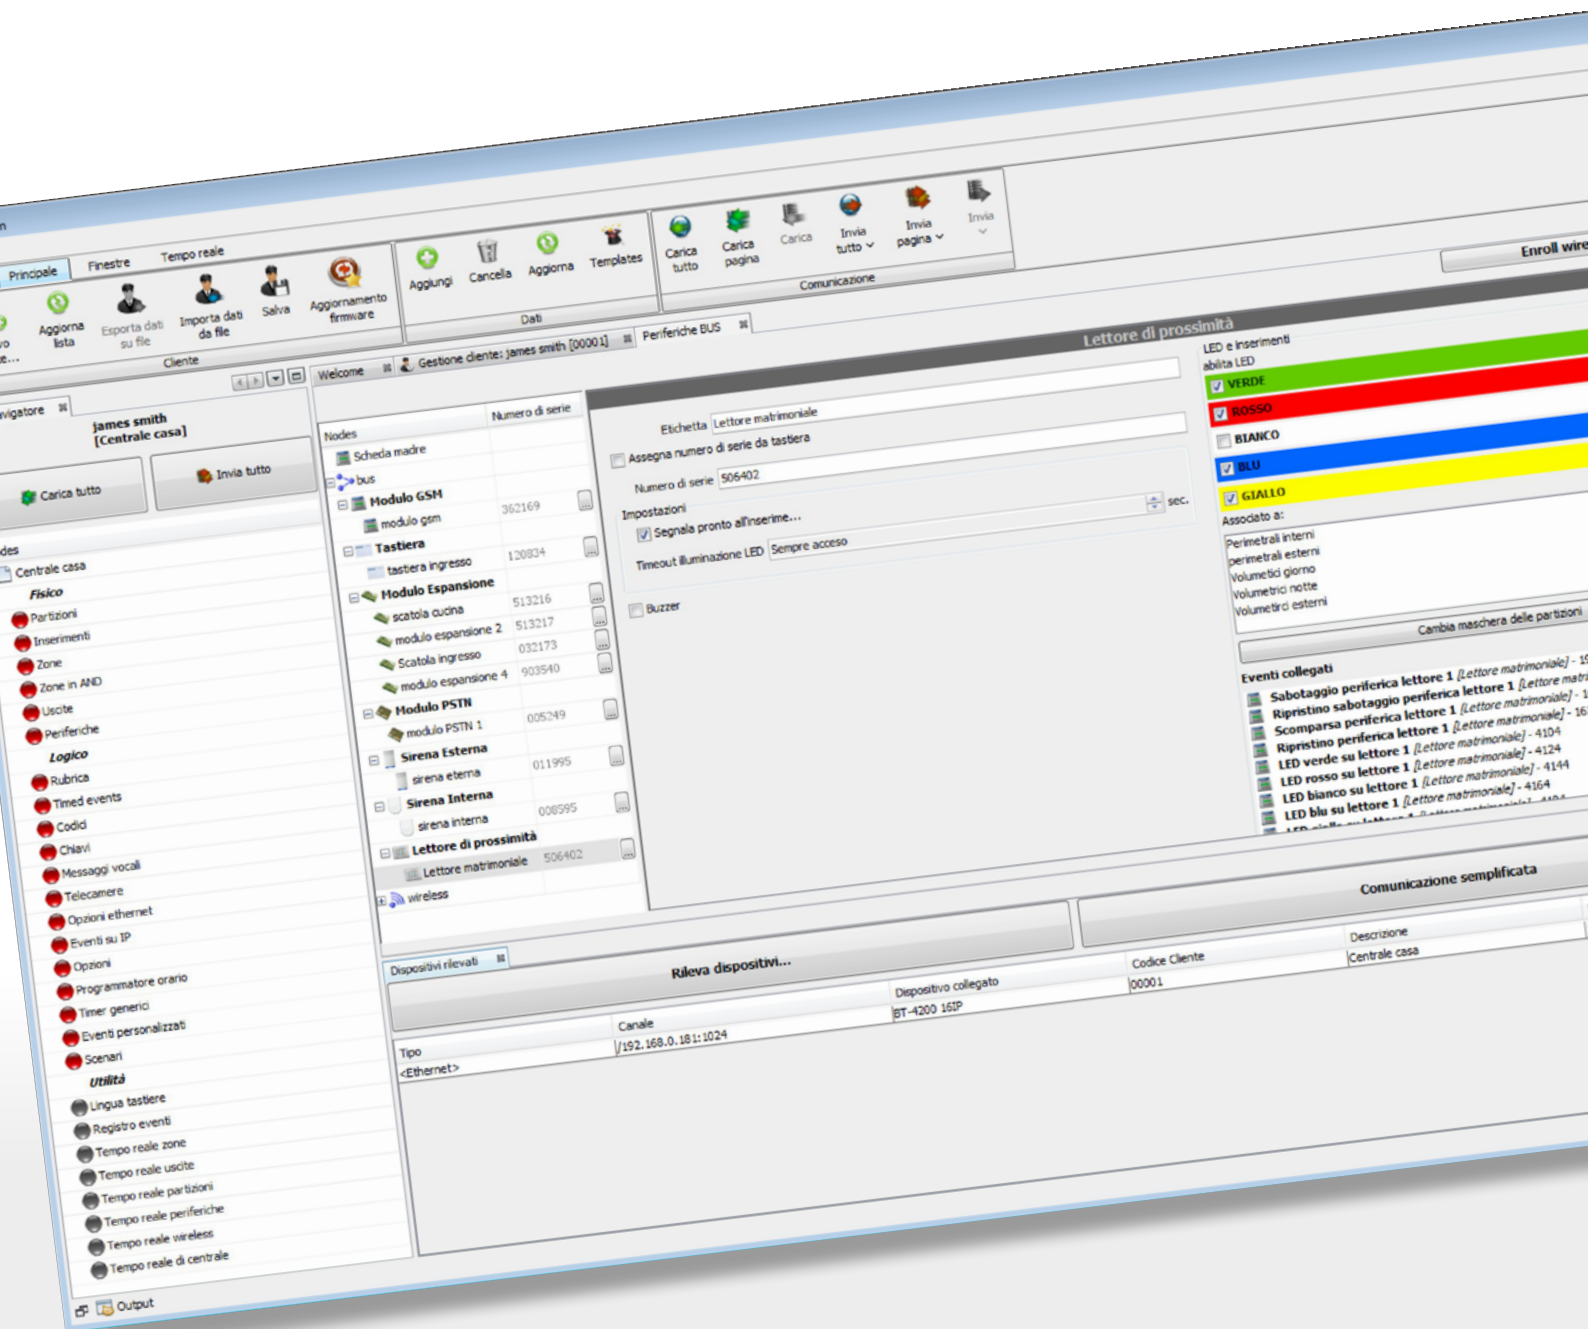 Principale
Finestre
Tempo reale
Aggiorna
lista
Esporta dati
su file
Importa dati
da file
Salva
Aggiornamento
firmware
Cliente
Aggiungi
Cancella
Aggiorna
Templates
Dati
Carica
tutto
Carica
pagina
Carica
Invia
tutto
Invia
pagina
Invia
Comunicazione
Enroll wire
vigatore
james smith
[Centrale casa]
Carica tutto
Invia tutto
des
Centrale casa
Fisico
Partizioni
Inserimenti
Zone
Zone in AND
Uscite
Periferiche
Logico
Rubrica
Timed events
Codici
Chiavi
Messaggi vocali
Telecamere
Opzioni ethernet
Eventi su IP
Opzioni
Programmatore orario
Timer generici
Eventi personalizzati
Scenari
Utilità
Lingua tastiere
Registro eventi
Tempo reale zone
Tempo reale uscite
Tempo reale partizioni
Tempo reale periferiche
Tempo reale wireless
Tempo reale di centrale
Output
Welcome
Gestione cliente: james smith [00001]
Periferiche BUS
Nodes
Numero di serie
Scheda madre
bus
Modulo GSM
modulo gsm 362169
Tastiera
tastiera ingresso 120834
Modulo Espansione
scatola cucina 513216
modulo espansione 2 513217
Scatola ingresso 032173
modulo espansione 4 903540
Modulo PSTN
modulo PSTN 1 005249
Sirena Esterna
sirena eterna 011995
Sirena Interna
sirena interna 008595
Lettore di prossimità
Lettore matrimoniale 506402
wireless
Lettore di prossimità
Etichetta Lettore matrimoniale
Assegna numero di serie da tastiera
Numero di serie 506402
Impostazioni
Segnala pronto all'inserime...
Timeout illuminazione LED Sempre acceso sec.
Buzzer
LED e inserimenti
abilita LED
VERDE
ROSSO
BIANCO
BLU
GIALLO
Associato a:
Perimetrali interni
perimetrali esterni
Volumetici giorno
Volumetrici notte
Volumetirci esterni
Cambia maschera delle partizioni
Eventi collegati
Sabotaggio periferica lettore 1 [Lettore matrimoniale] - 19
Ripristino sabotaggio periferica lettore 1 [Lettore matri
Scomparsa periferica lettore 1 [Lettore matrimoniale] - 1
Ripristino periferica lettore 1 [Lettore matrimoniale] - 16
LED verde su lettore 1 [Lettore matrimoniale] - 4104
LED rosso su lettore 1 [Lettore matrimoniale] - 4124
LED bianco su lettore 1 [Lettore matrimoniale] - 4144
LED blu su lettore 1 [Lettore matrimoniale] - 4164
Dispositivi rilevati
Rileva dispositivi...
Comunicazione semplificata
Tipo
Canale
Dispositivo collegato
Codice Cliente
Descrizione
<Ethernet>
/192.168.0.181:1024
BT-4200 16IP
00001
Centrale casa